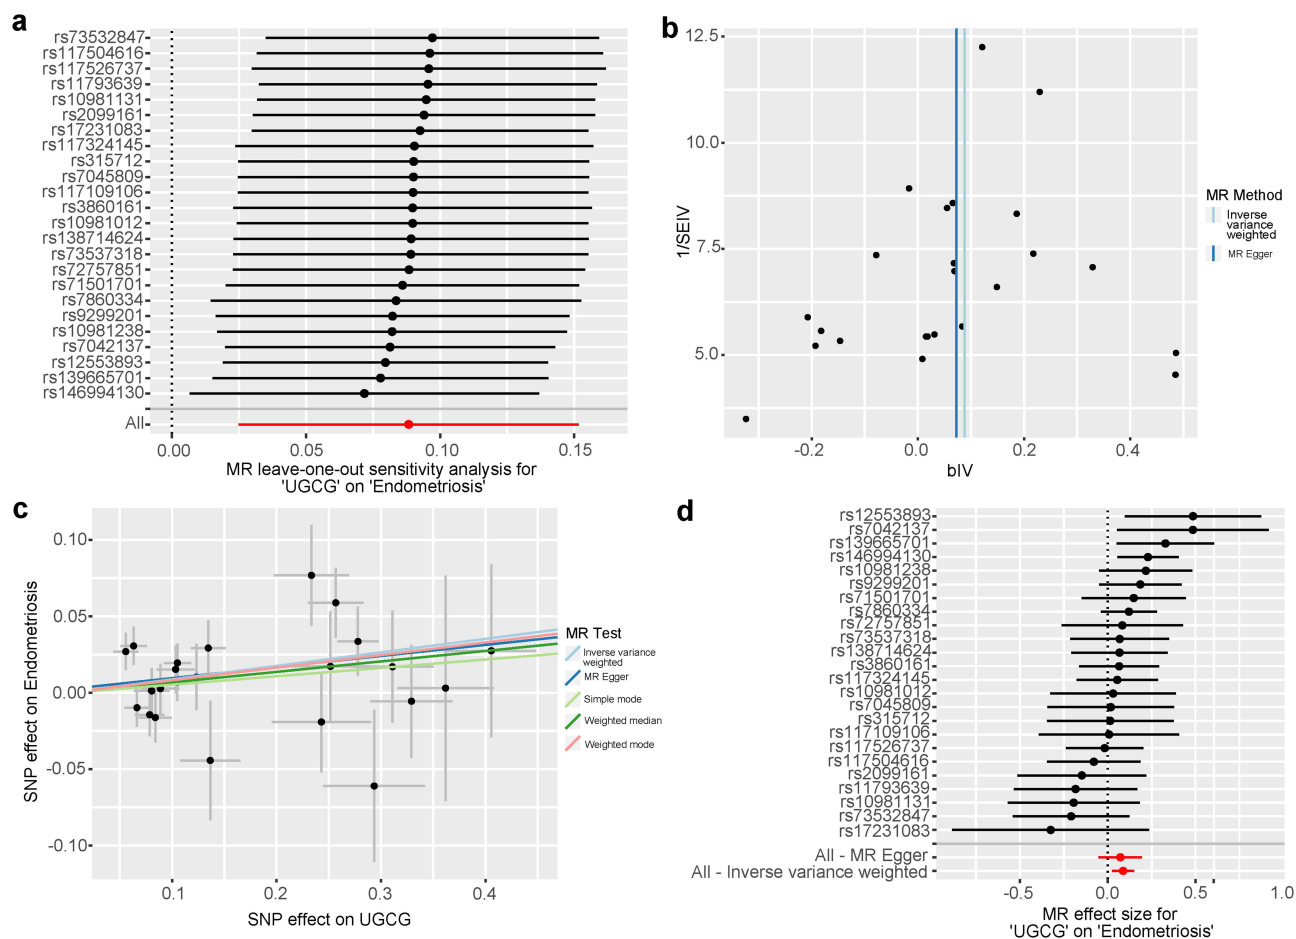 a
rs73532847
rs117504616
rs117526737
rs11793639
rs10981131
rs2099161
rs17231083
rs117324145
rs315712
rs7045809
rs117109106
rs3860161
rs10981012
rs138714624
rs73537318
rs72757851
rs71501701
rs7860334
rs9299201
rs10981238
rs7042137
rs12553893
rs139665701
rs146994130
All
0.00 0.05 0.10 0.15
MR leave-one-out sensitivity analysis for
'UGCG' on 'Endometriosis'
b
12.5
10.0
7.5
5.0
1/SEIV
-0.2 0.0 0.2 0.4
bIV
MR Method
Inverse
variance
weighted
MR Egger
c
0.10
0.05
0.00
-0.05
-0.10
SNP effect on Endometriosis
0.1 0.2 0.3 0.4
SNP effect on UGCG
MR Test
Inverse variance
weighted
MR Egger
Simple mode
Weighted median
Weighted mode
d
rs12553893
rs7042137
rs139665701
rs146994130
rs10981238
rs9299201
rs71501701
rs7860334
rs72757851
rs73537318
rs138714624
rs3860161
rs117324145
rs10981012
rs7045809
rs315712
rs117109106
rs117526737
rs117504616
rs2099161
rs11793639
rs10981131
rs73532847
rs17231083
All - MR Egger
All - Inverse variance weighted
-0.5 0.0 0.5 1.0
MR effect size for
'UGCG' on 'Endometriosis'